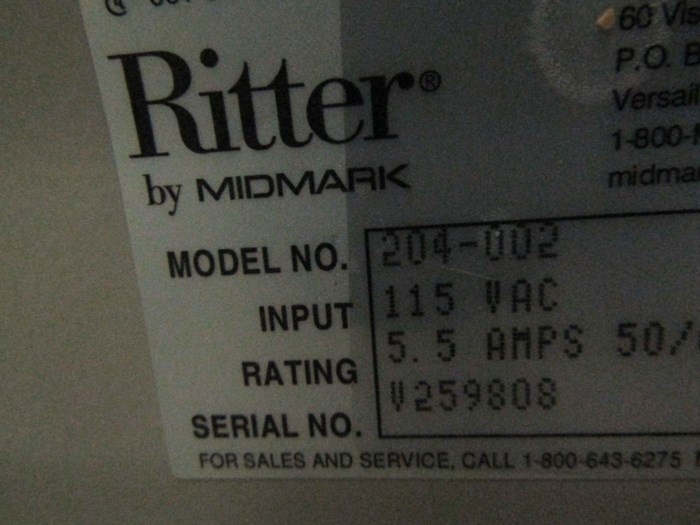 60 Vis
Ritter®
P.O. B
Versail
1-800-
by MIDMARK
midmar
MODEL NO. 204-002
INPUT 115 VAC
RATING 5.5 AMPS 50/
SERIAL NO. V259808
FOR SALES AND SERVICE, CALL 1-800-643-6275